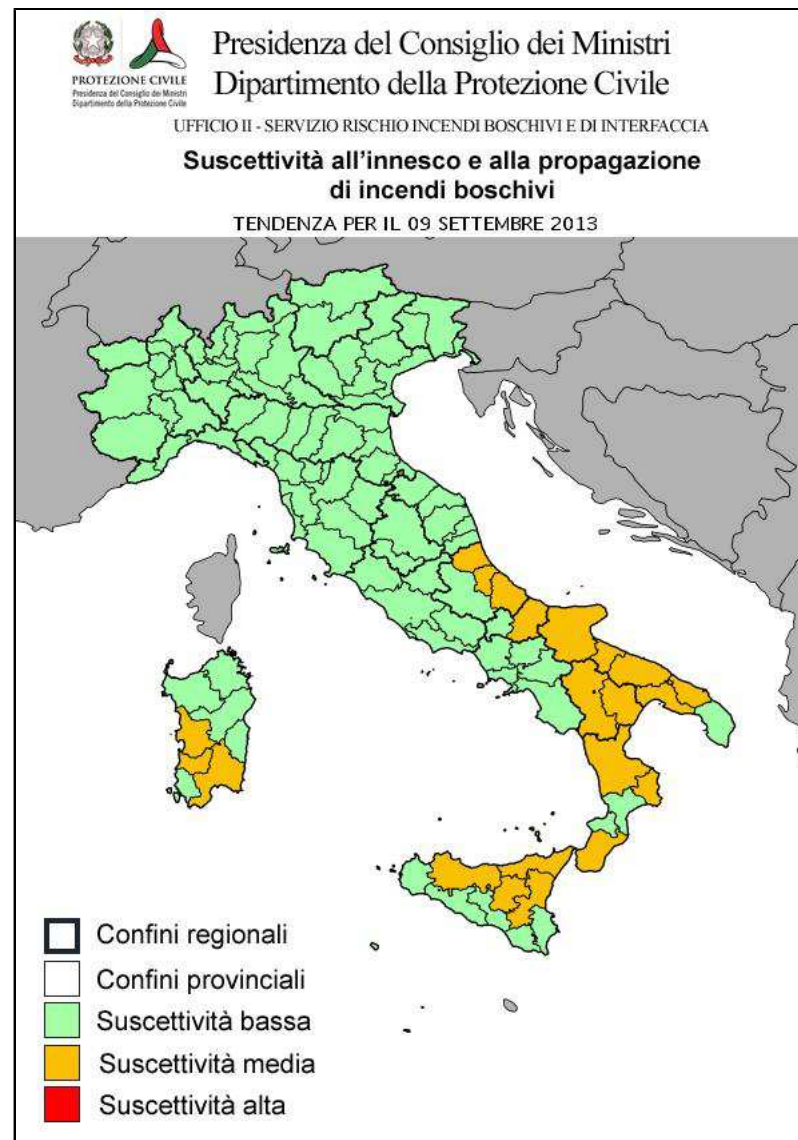 PROTEZIONE CIVILE
Presidenza del Consiglio dei Ministri
Dipartimento della Protezione Civile
Presidenza del Consiglio dei Ministri
Dipartimento della Protezione Civile
UFFICIO II - SERVIZIO RISCHIO INCENDI BOSCHIVI E DI INTERFACCIA
Suscettività all'innesco e alla propagazione
di incendi boschivi
TENDENZA PER IL 09 SETTEMBRE 2013
Confini regionali
Confini provinciali
Suscettività bassa
Suscettività media
Suscettività alta